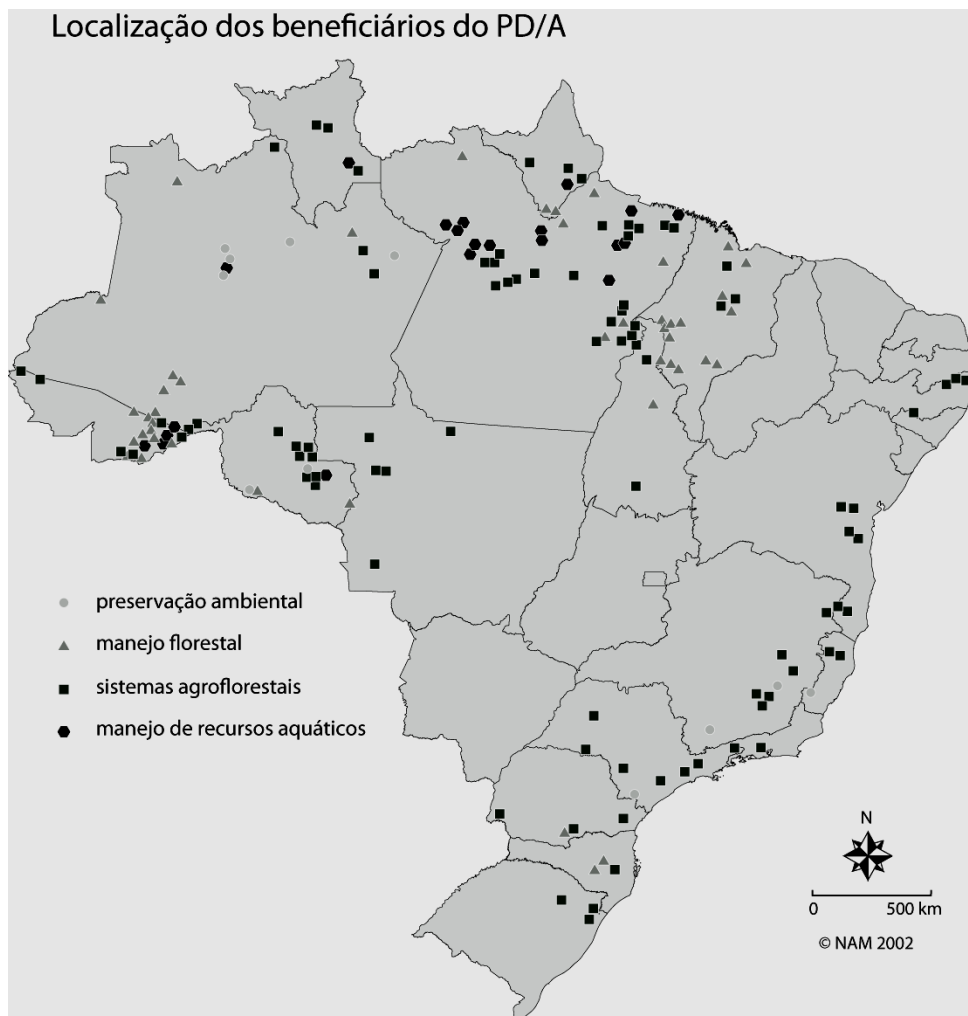 Localização dos beneficiários do PD/A
preservação ambiental
manejo florestal
sistemas agroflorestais
manejo de recursos aquáticos
N
0 500 km
© NAM 2002